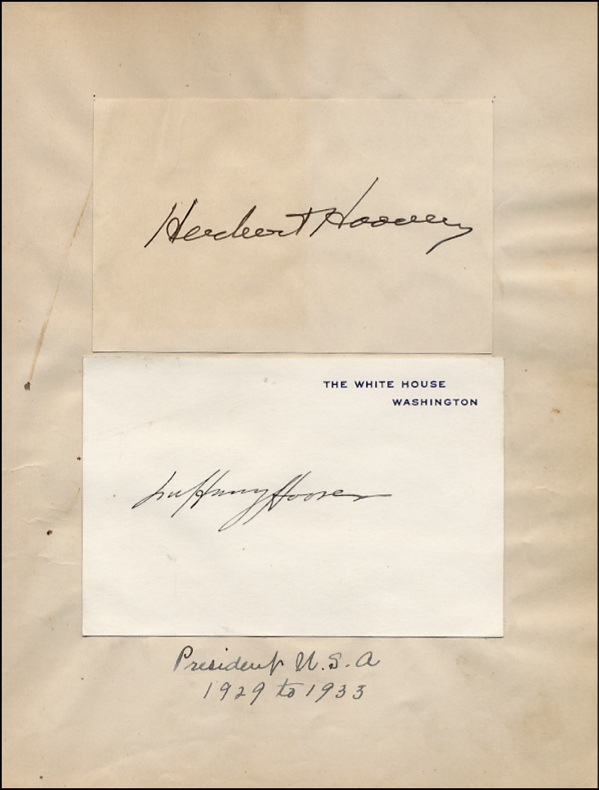 Herbert Hoover
THE WHITE HOUSE
WASHINGTON
Lou Henry Hoover
President U.S.A
1929 to 1933